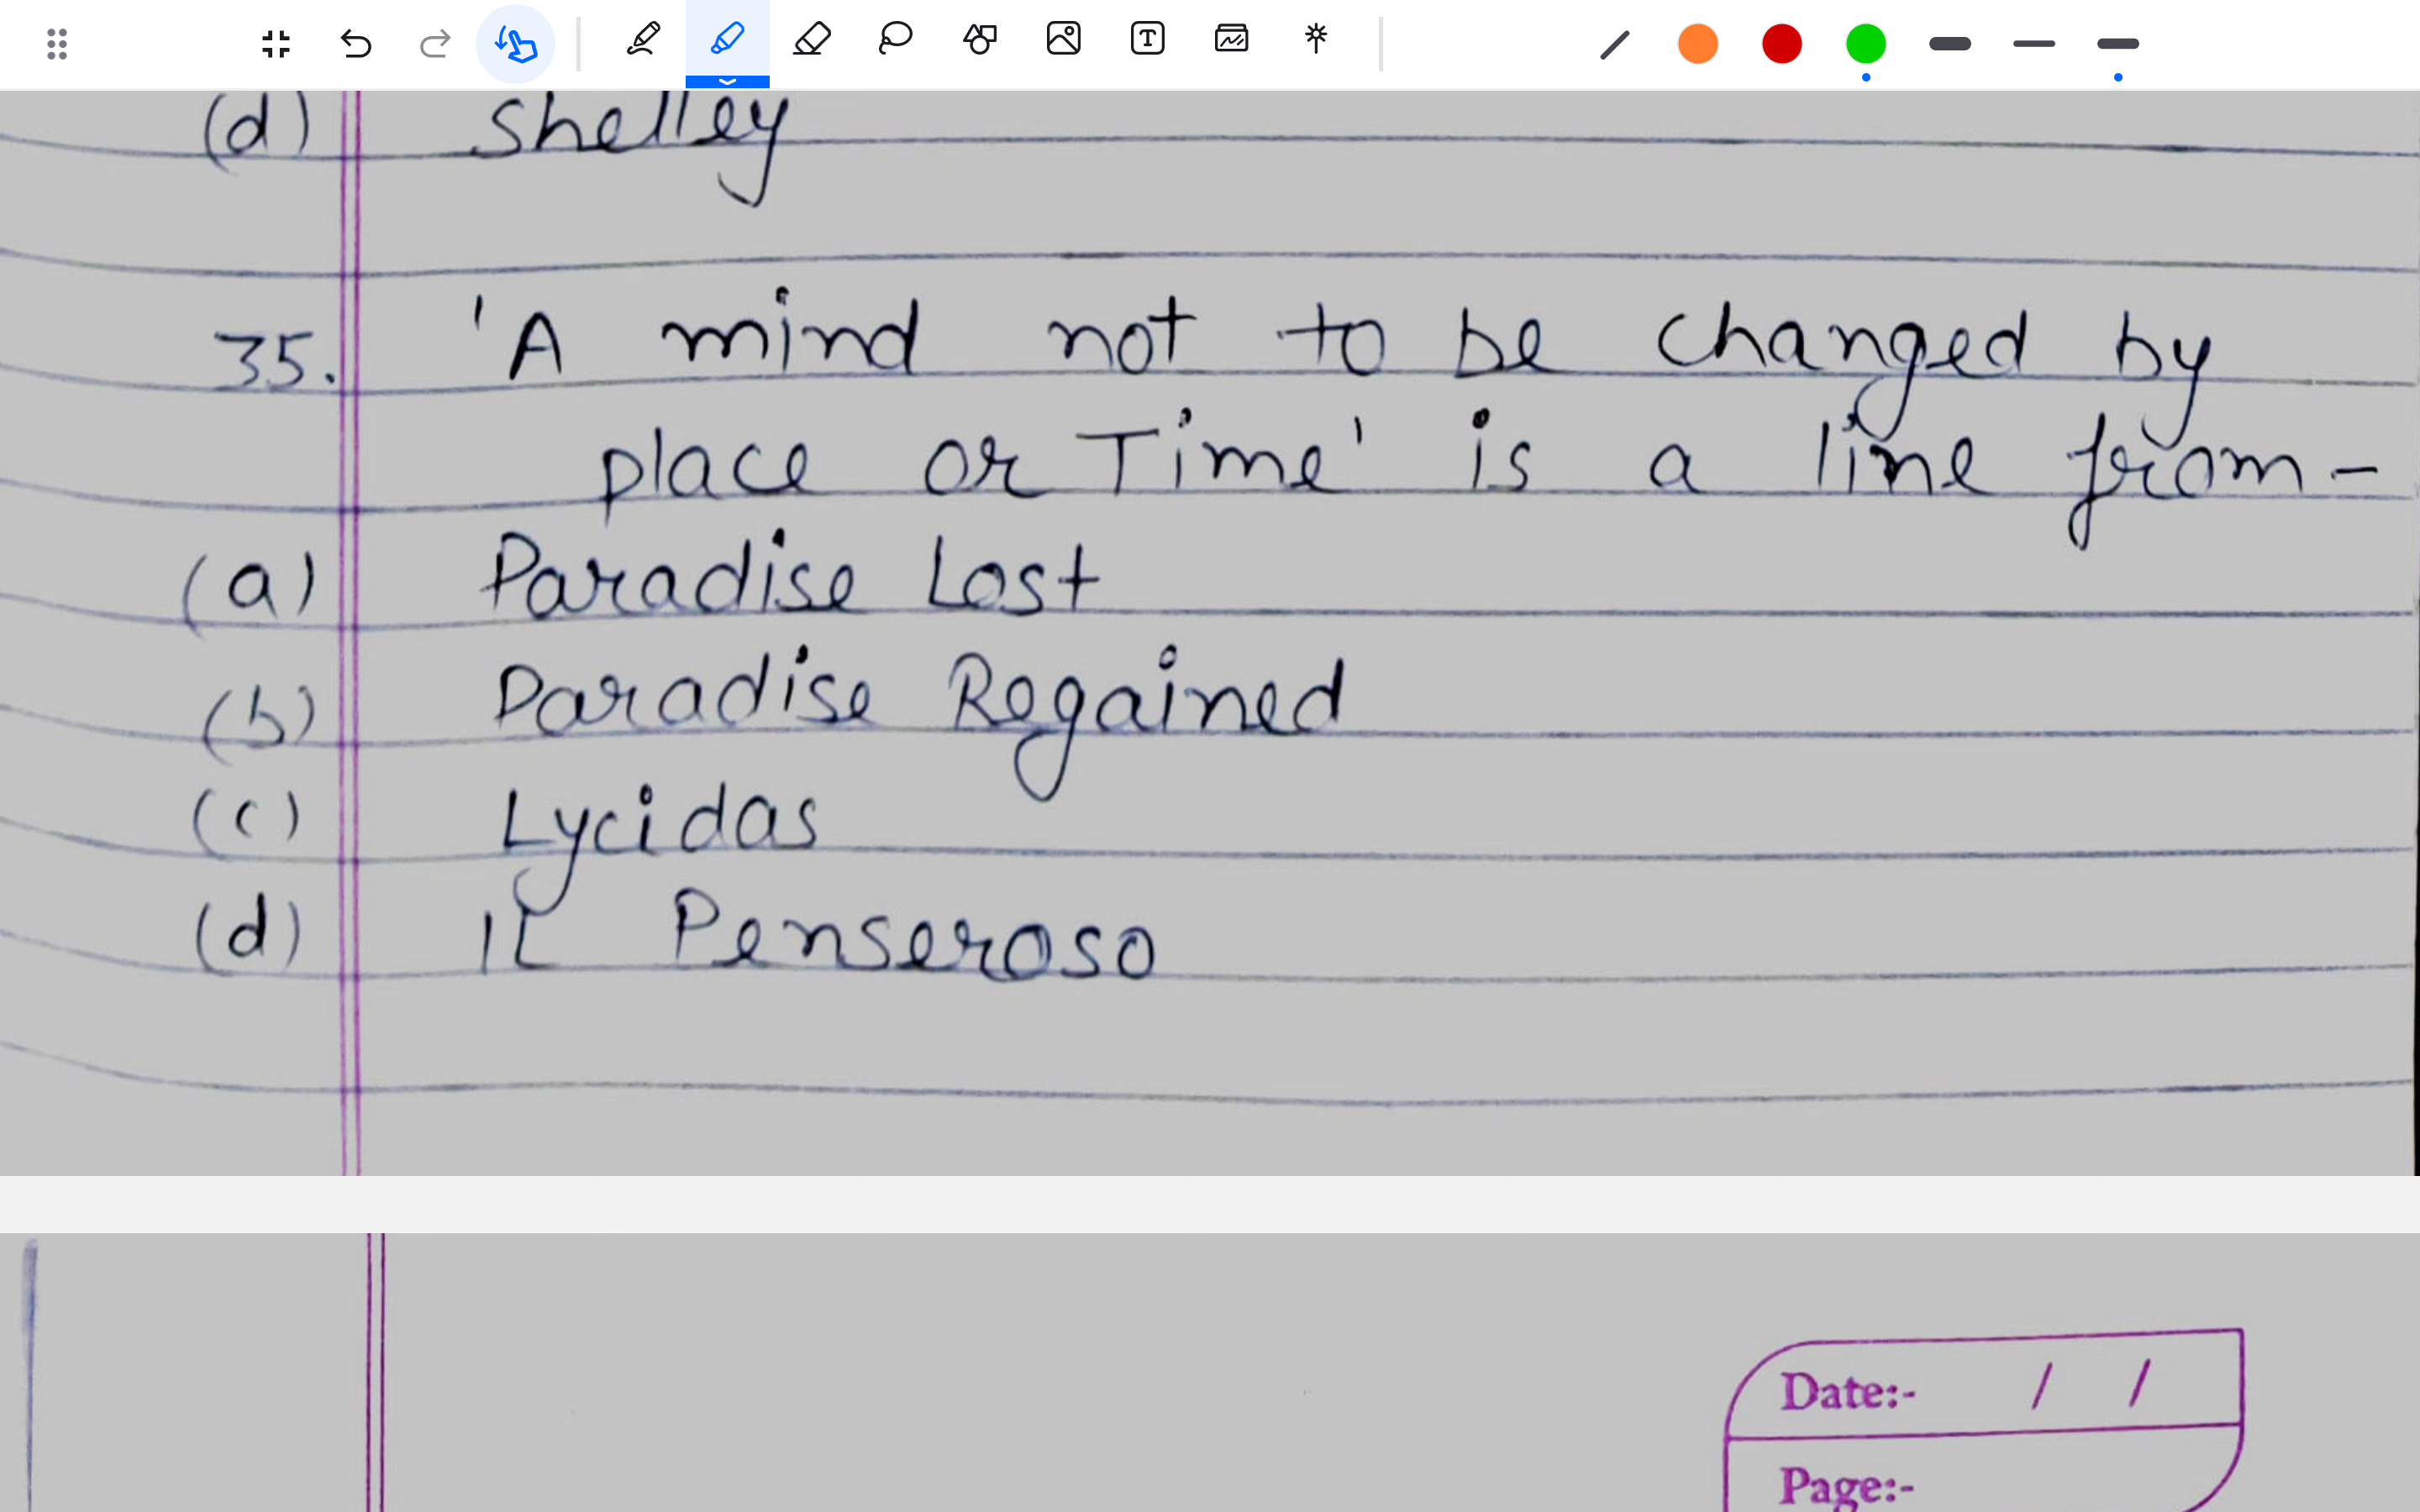 (d) Shelley
35. 'A mind not to be changed by
place or Time' is a line from-
(a) Paradise Lost
(b) Paradise Regained
(c) Lycidas
(d) IL Penseroso
Date:- / /
Page:-